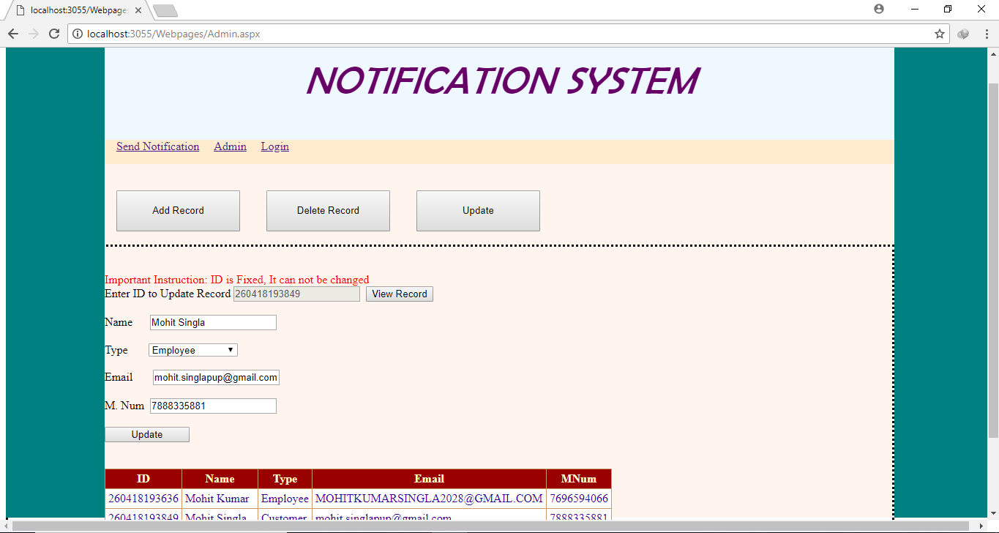 localhost:3055/Webpages
localhost:3055/Webpages/Admin.aspx
NOTIFICATION SYSTEM
Send Notification Admin Login
Add Record Delete Record Update
Important Instruction: ID is Fixed, It can not be changed
Enter ID to Update Record 260418193849 View Record
Name Mohit Singla
Type Employee
Email mohit.singlapup@gmail.com
M. Num 7888335881
Update
ID Name Type Email MNum
260418193636 Mohit Kumar Employee MOHITKUMARSINGLA2028@GMAIL.COM 7696594066
260418193849 Mohit Singla Customer mohit.singlapup@gmail.com 7888335881